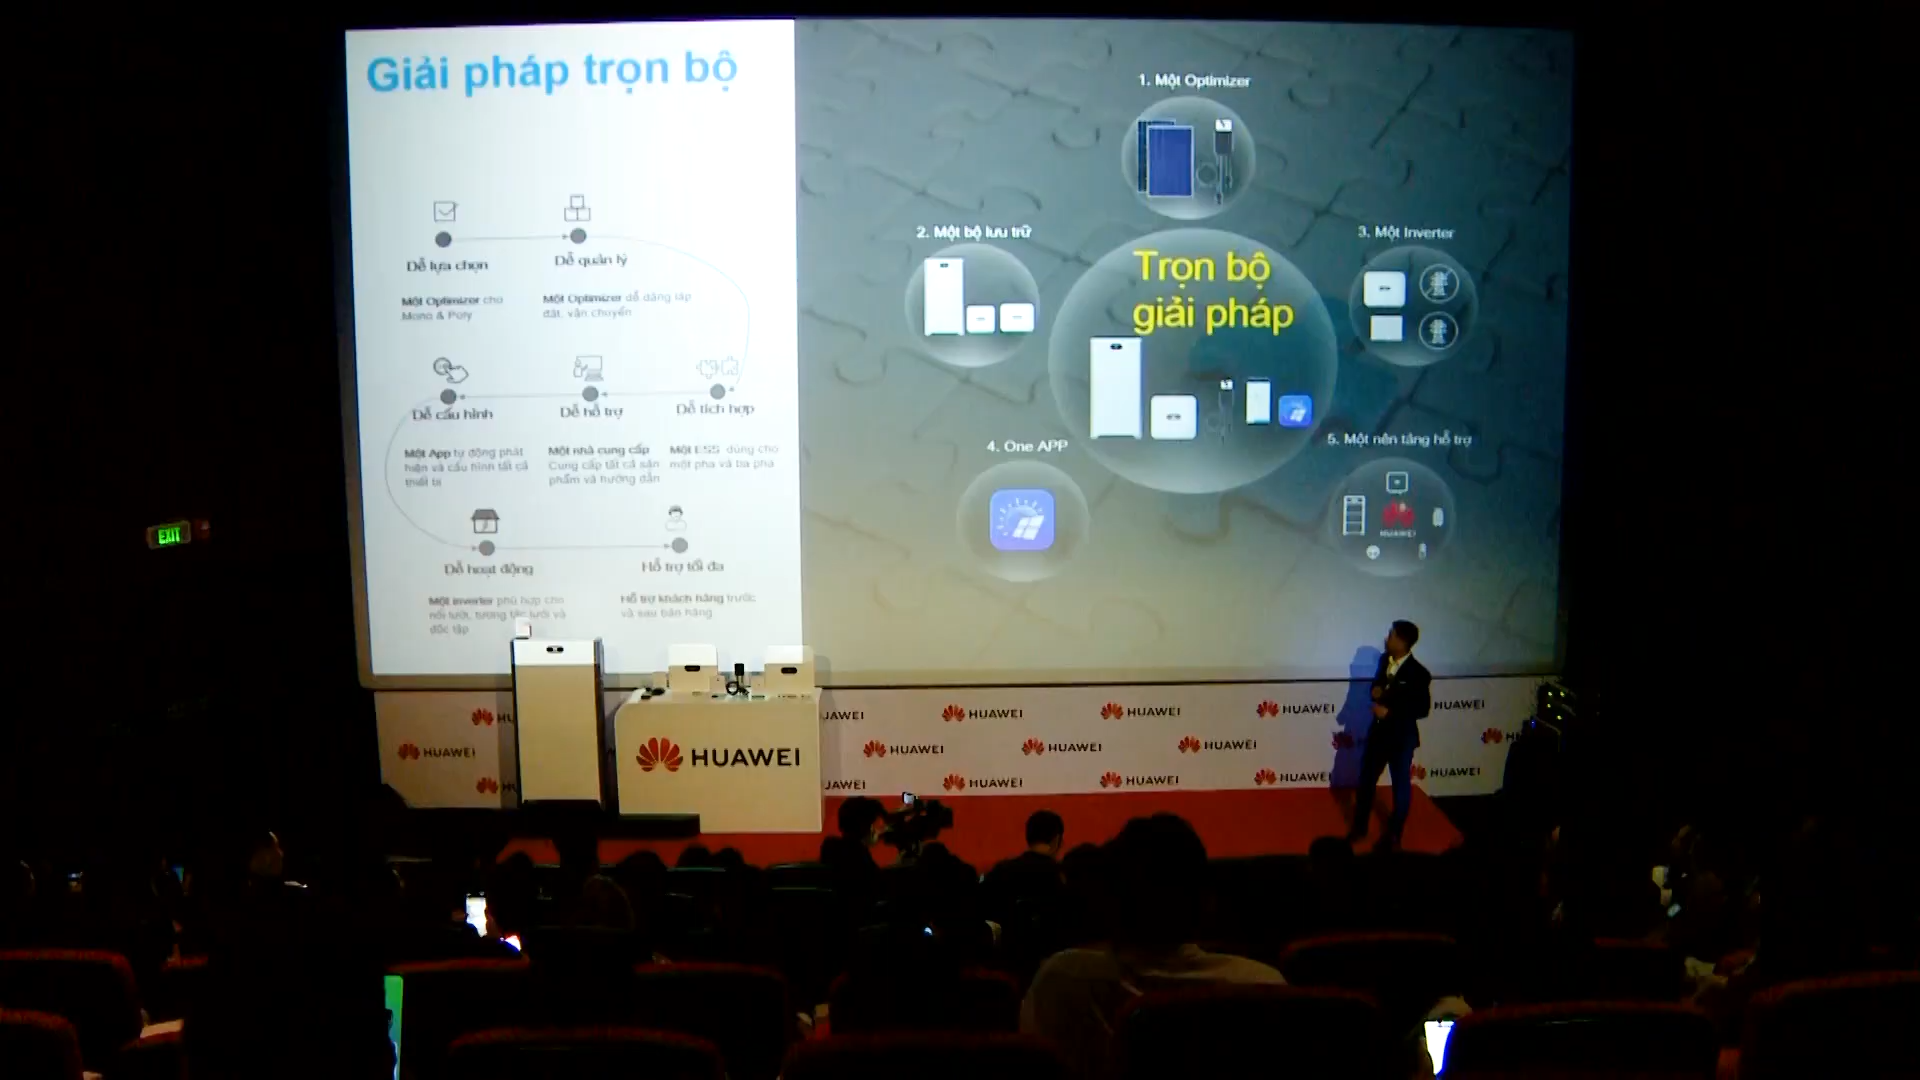 Giải pháp trọn bộ
Dễ lựa chọn
Một Optimizer cho
Mono & Poly
Dễ quản lý
Một Optimizer dễ dàng lắp
đặt, vận chuyển
Dễ cấu hình
Một App tự động phát
hiện và cấu hình tất cả
thiết bị
Dễ hỗ trợ
Một nhà cung cấp
Cung cấp tất cả sản
phẩm và hướng dẫn
Dễ tích hợp
Một ESS dùng cho
một pha và ba pha
Dễ hoạt động
Một inverter phù hợp cho
nối lưới, tương tác lưới và
độc lập
Hỗ trợ tối đa
Hỗ trợ khách hàng trước
và sau bán hàng
1. Một Optimizer
2. Một bộ lưu trữ
3. Một Inverter
Trọn bộ
giải pháp
4. One APP
5. Một nền tảng hỗ trợ
HUAWEI
EXIT
HUAWEI
HUAWEI
HUAWEI
HUAWEI
HUAWEI
HUAWEI
HUAWEI
HUAWEI
HUAWEI
HUAWEI
HUAWEI
HUAWEI
HUAWEI